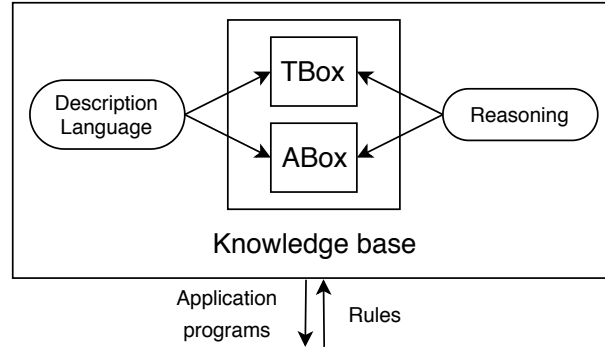 TBox
Description
Language
Reasoning
ABox
Knowledge base
Application
programs
Rules